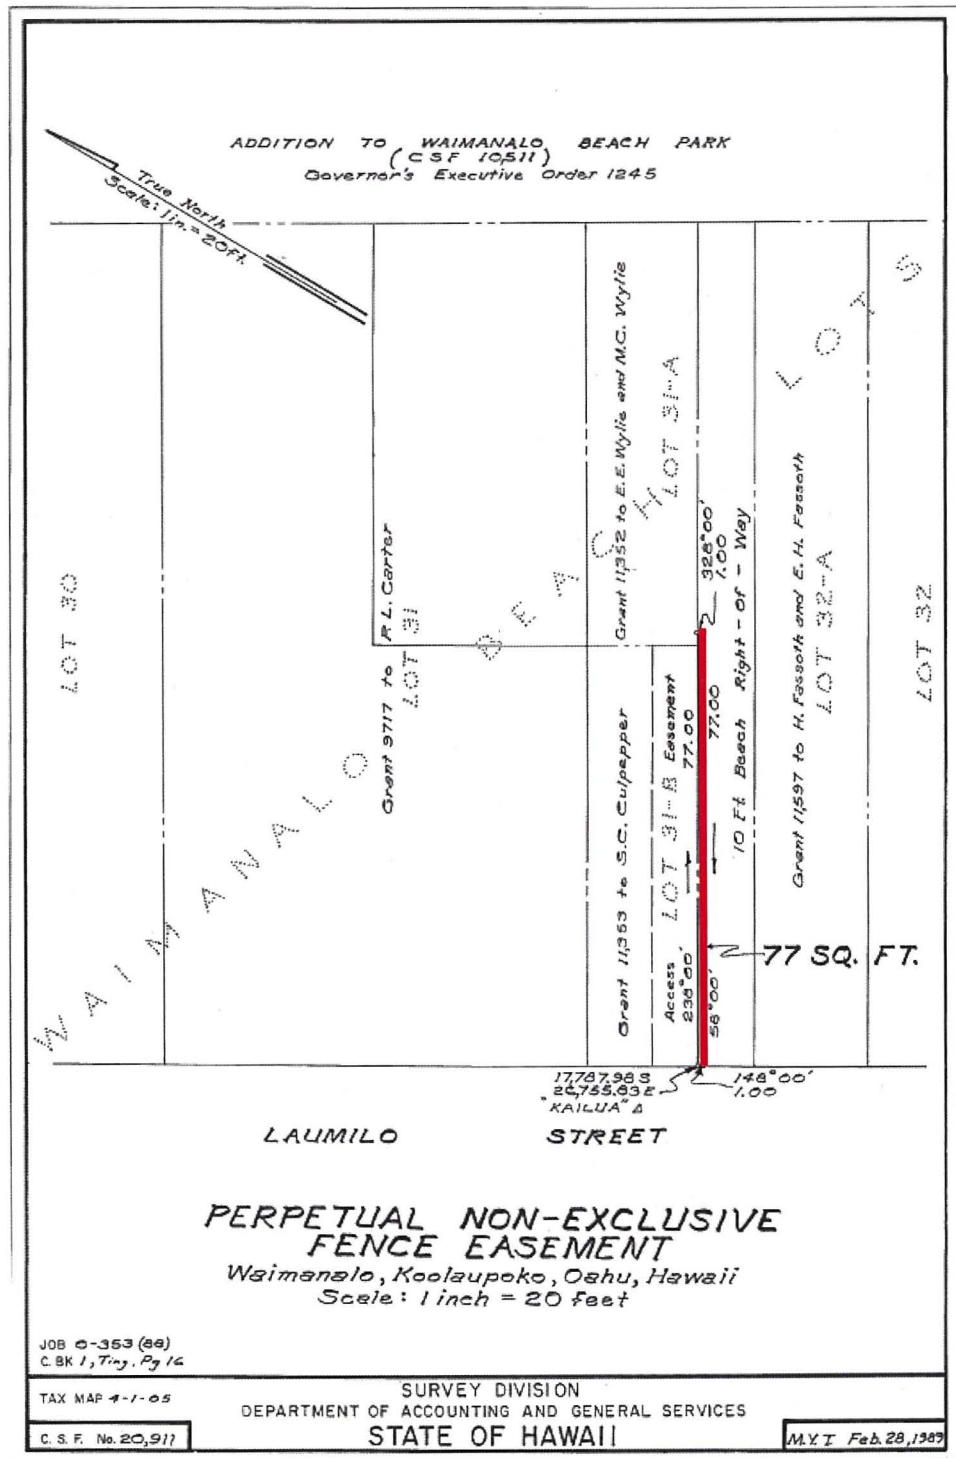 ADDITION TO WAIMANALO BEACH PARK
(CSF 10,511)
Governor's Executive Order 1245
True North
Scale: 1 in. = 20 ft.
WAIMANALO BEACH LOTS
LOT 30
Grant 9717 to R.L. Carter
LOT 31
Grant 11,352 to E.E. Wylie and M.C. Wylie
LOT 31-A
Grant 11,353 to S.C. Culpepper
Access Easement
LOT 31-B
238°00' 77.00
58°00' 77.00
328°00'
1.00
10 Ft. Beach Right-Of-Way
Grant 11,597 to H. Fassoth and E. H. Fassoth
LOT 32-A
LOT 32
77 SQ. FT.
17,787.98 S
"KAILUA" Δ
148°00'
1.00
LAUMILO STREET
PERPETUAL NON-EXCLUSIVE
FENCE EASEMENT
Waimanalo, Koolaupoko, Oahu, Hawaii
Scale: 1 inch = 20 feet
JOB O-353 (88)
C. BK 1, Ting. Pg 16
TAX MAP 4-1-05
SURVEY DIVISION
DEPARTMENT OF ACCOUNTING AND GENERAL SERVICES
C. S. F. No. 20,911
STATE OF HAWAII
M.Y.T Feb. 28, 1989